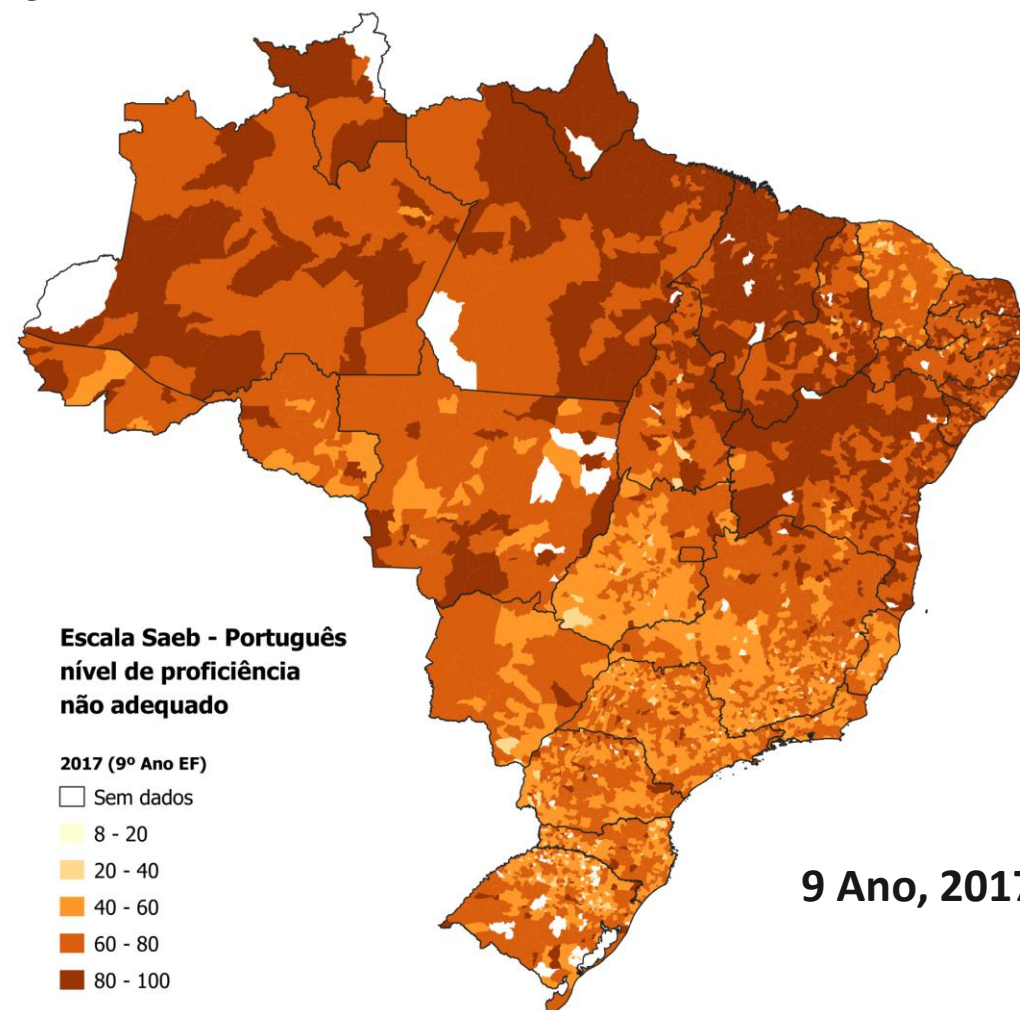 Escala Saeb - Português
nível de proficiência
não adequado
2017 (9º Ano EF)
Sem dados
8 - 20
20 - 40
40 - 60
60 - 80
80 - 100
9 Ano, 2017